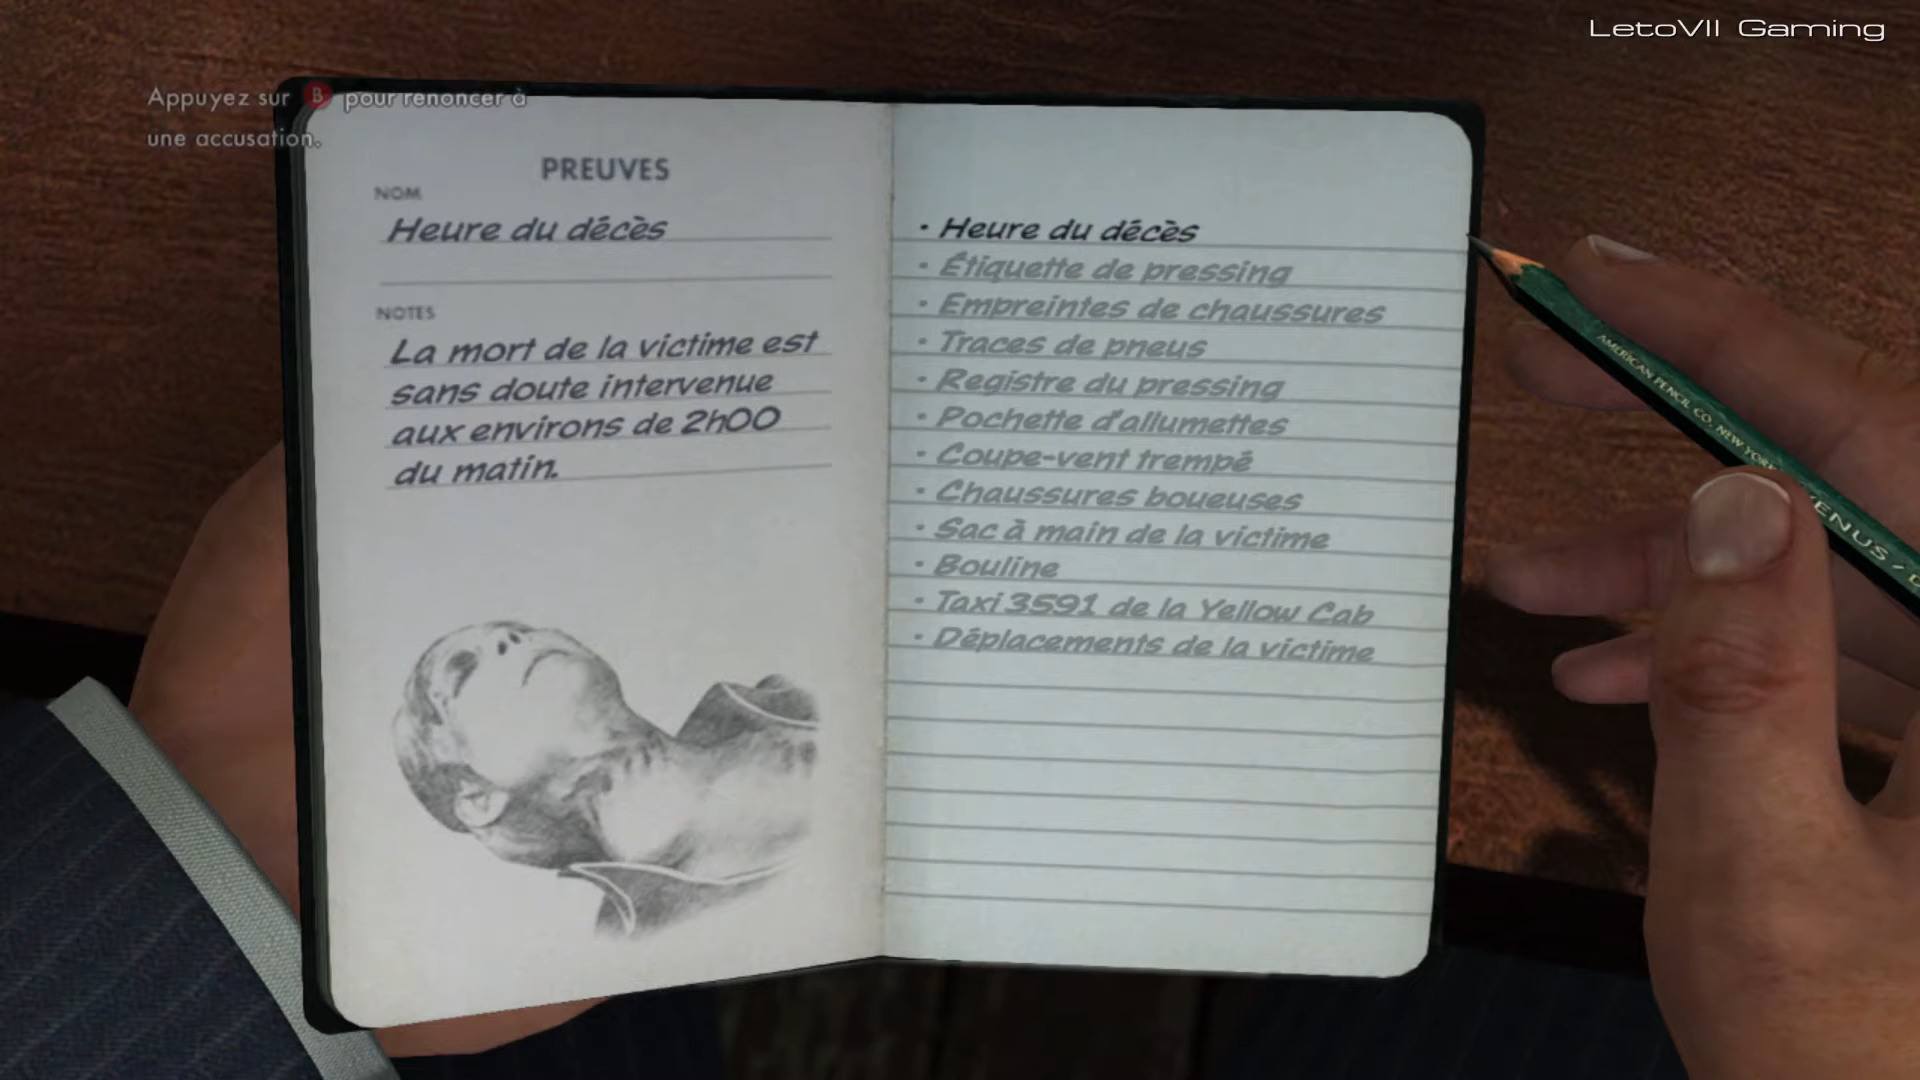 LetoVII Gaming
Appuyez sur B pour renoncer à
une accusation.
PREUVES
NOM
Heure du décès
NOTES
La mort de la victime est
sans doute intervenue
aux environs de 2h00
du matin.
• Heure du décès
• Étiquette de pressing
• Empreintes de chaussures
• Traces de pneus
• Registre du pressing
• Pochette d'allumettes
• Coupe-vent trempé
• Chaussures boueuses
• Sac à main de la victime
• Bouline
• Taxi 3591 de la Yellow Cab
• Déplacements de la victime
AMERICAN PENCIL CO. NEW YORK
VENUS